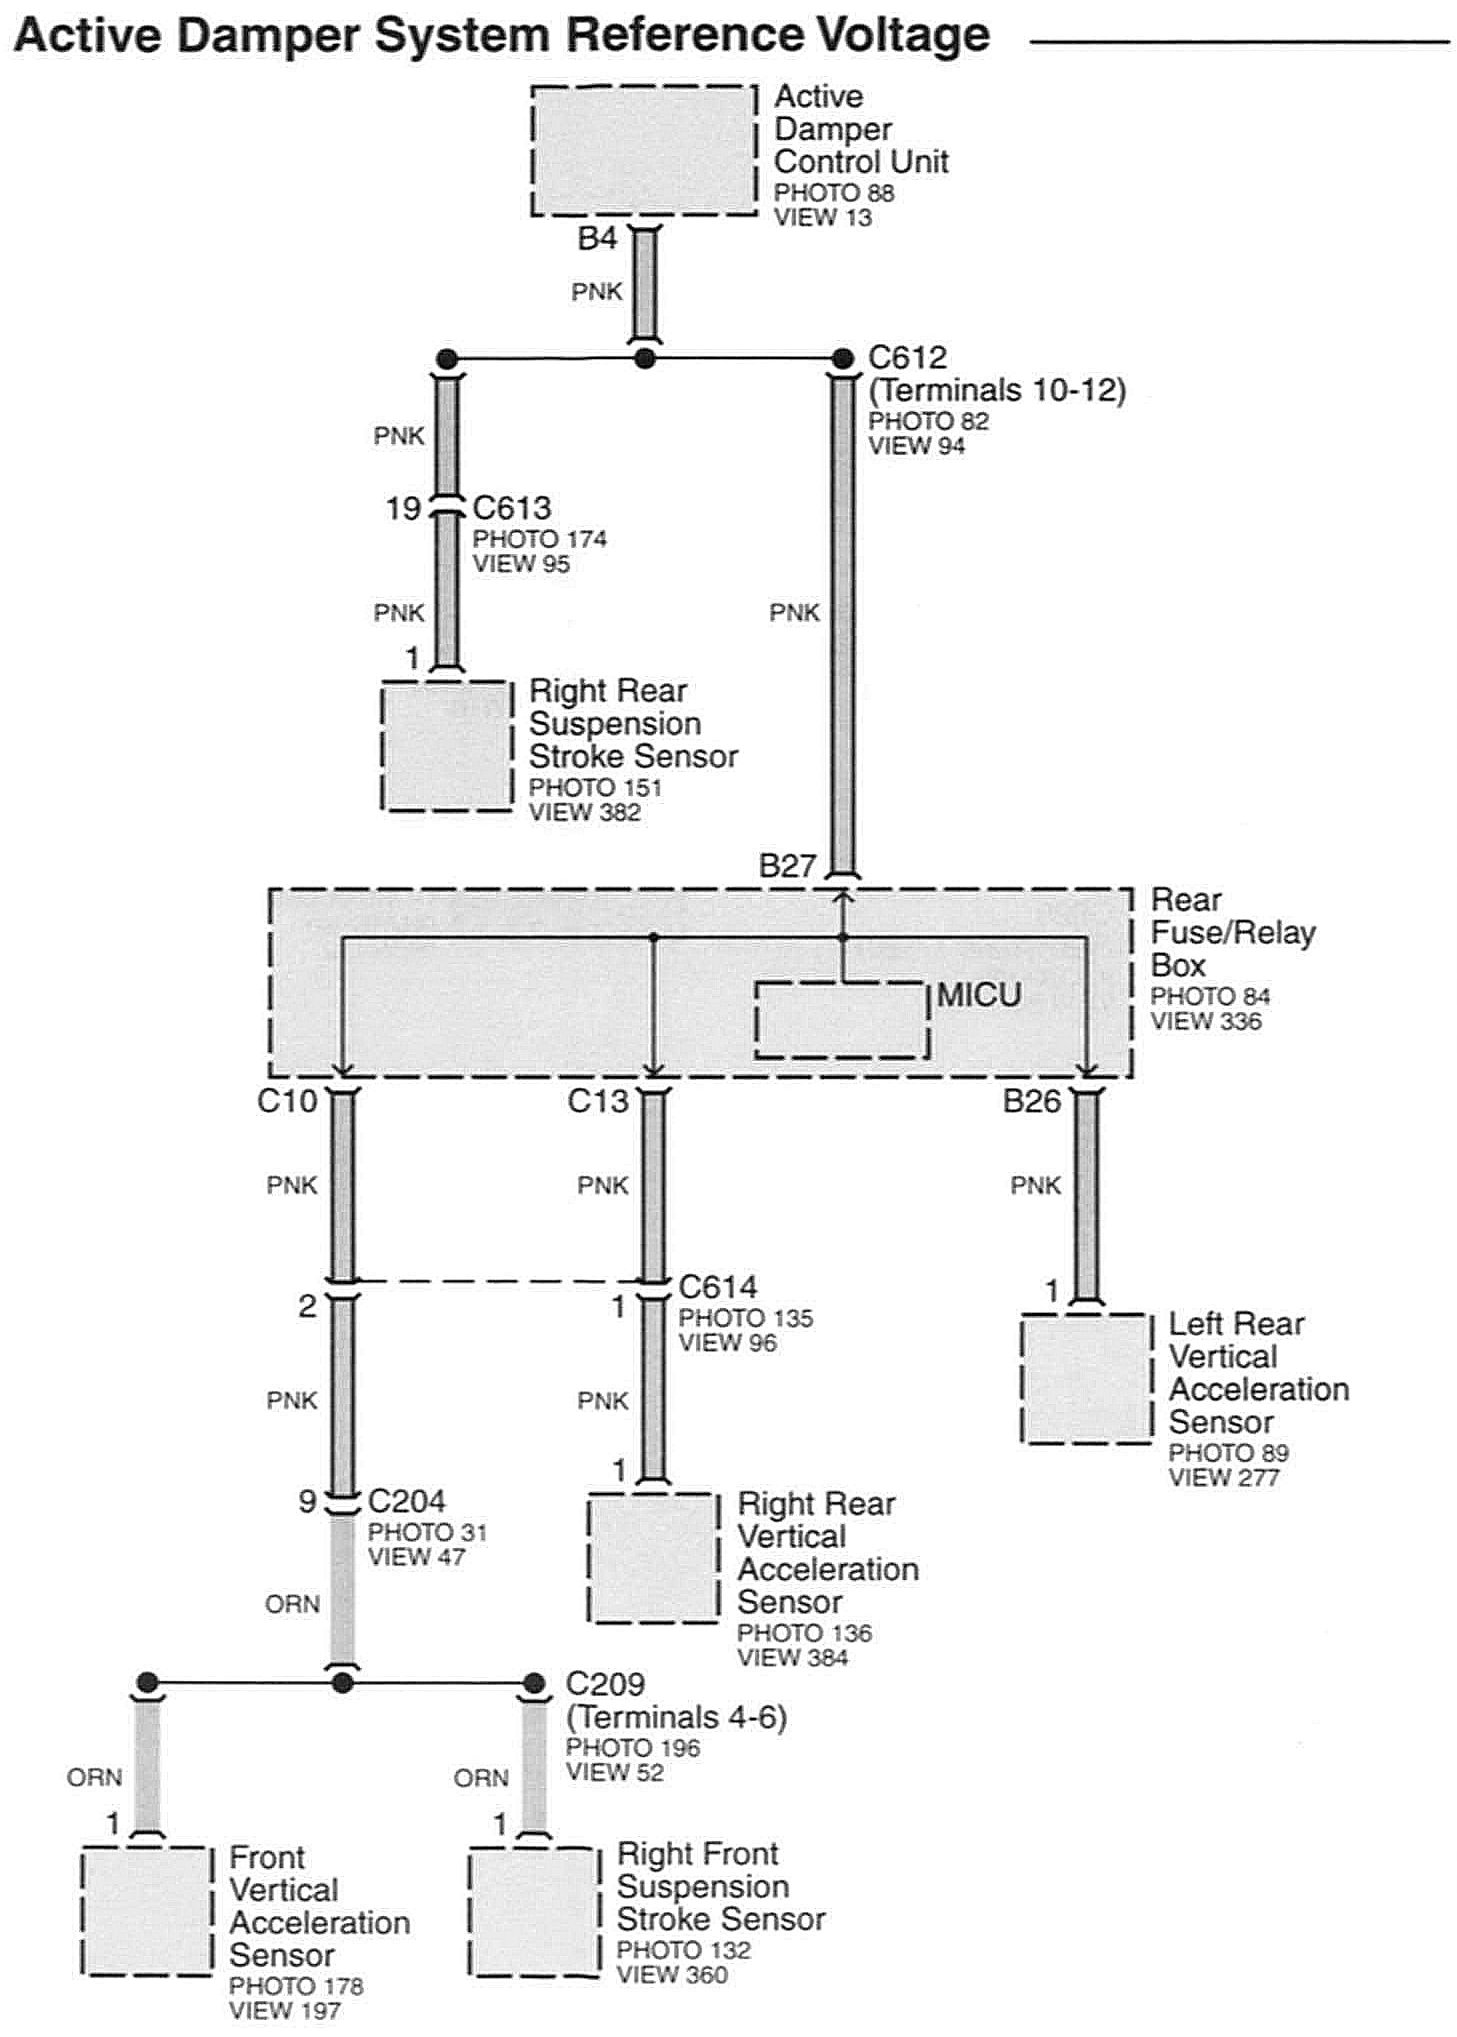 Active Damper System Reference Voltage
Active
Damper
Control Unit
PHOTO 88
VIEW 13
B4
PNK
C612
(Terminals 10-12)
PHOTO 82
VIEW 94
PNK
19
C613
PHOTO 174
VIEW 95
PNK
PNK
1
Right Rear
Suspension
Stroke Sensor
PHOTO 151
VIEW 382
B27
Rear
Fuse/Relay
Box
PHOTO 84
VIEW 336
MICU
C10
C13
B26
PNK
PNK
PNK
2
1
C614
PHOTO 135
VIEW 96
1
Left Rear
Vertical
Acceleration
Sensor
PHOTO 89
VIEW 277
PNK
PNK
1
9
C204
PHOTO 31
VIEW 47
Right Rear
Vertical
Acceleration
Sensor
PHOTO 136
VIEW 384
ORN
C209
(Terminals 4-6)
PHOTO 196
VIEW 52
ORN
ORN
1
1
Front
Vertical
Acceleration
Sensor
PHOTO 178
VIEW 197
Right Front
Suspension
Stroke Sensor
PHOTO 132
VIEW 360